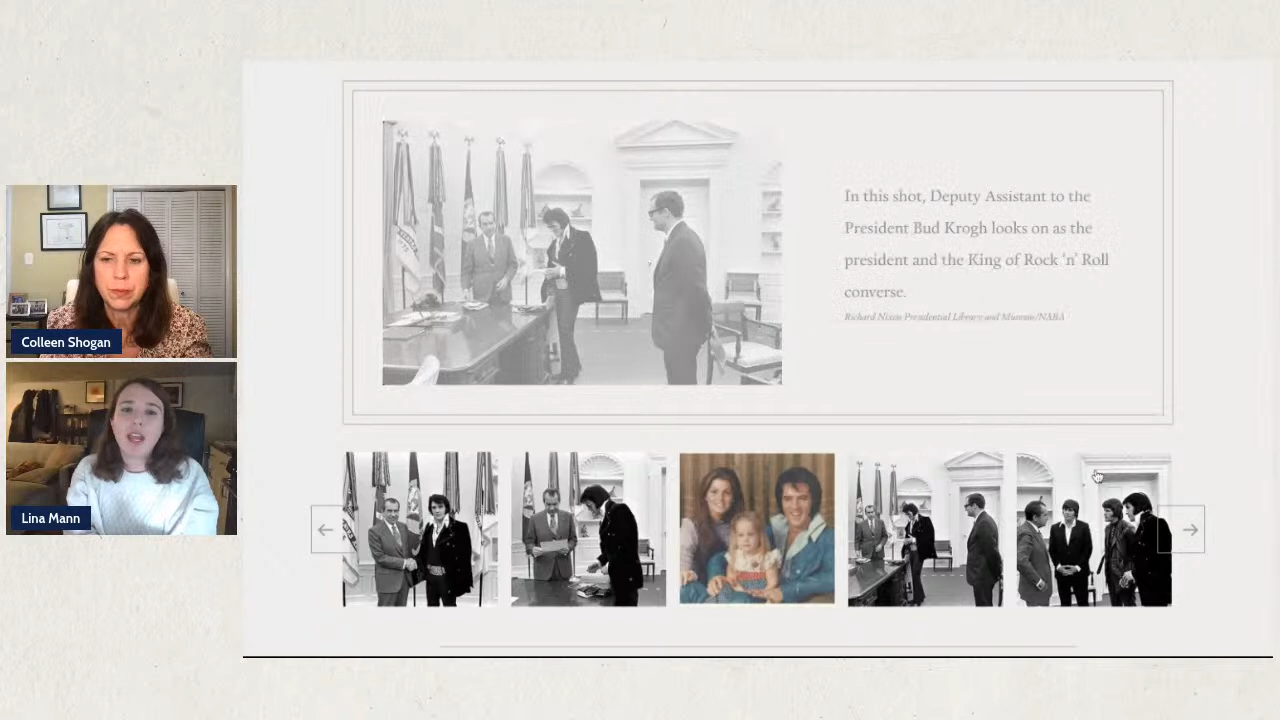 Colleen Shogan
Lina Mann
In this shot, Deputy Assistant to the
President Bud Krogh looks on as the
president and the King of Rock ‘n’ Roll
converse.
Richard Nixon Presidential Library and Museum/NARA